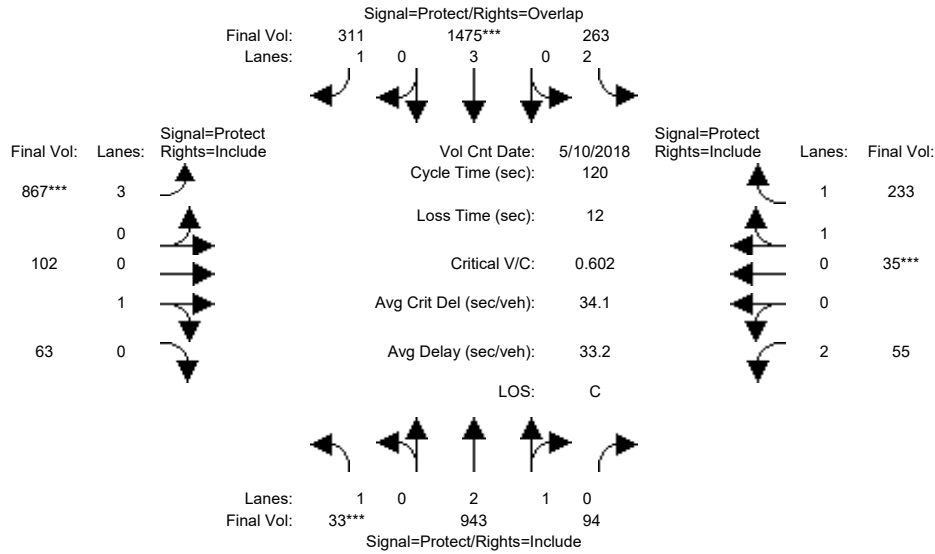 Signal=Protect/Rights=Overlap
Final Vol: 311 1475*** 263
Lanes: 1 0 3 0 2
Signal=Protect Signal=Protect
Final Vol: Lanes: Rights=Include Vol Cnt Date: 5/10/2018 Rights=Include Lanes: Final Vol:
Cycle Time (sec): 120
867*** 3 1 233
Loss Time (sec): 12
0 1
102 0 Critical V/C: 0.602 0 35***
1 Avg Crit Del (sec/veh): 34.1 0
63 0 Avg Delay (sec/veh): 33.2 2 55
LOS: C
Lanes: 1 0 2 1 0
Final Vol: 33*** 943 94
Signal=Protect/Rights=Include